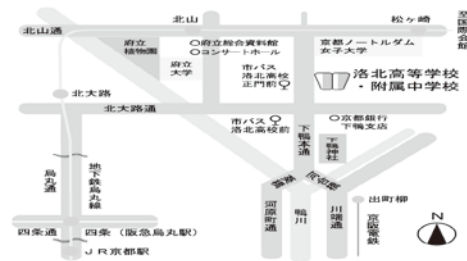 北山
松ヶ崎
至国際会館
北山通
府立植物園
○府立総合資料館
○コンサートホール
京都ノートルダム
女子大学
府立
大学
市バス
洛北高校
正門前
洛北高等学校
・附属中学校
北大路
北大路通
市バス
洛北高校前
下鴨本通
○京都銀行
下鴨支店
下鴨神社
烏丸通
地下鉄烏丸線
河原町通
鴨川
川端通
出町柳
京阪電鉄
四条通
四条（阪急烏丸駅）
ＪＲ京都駅
N